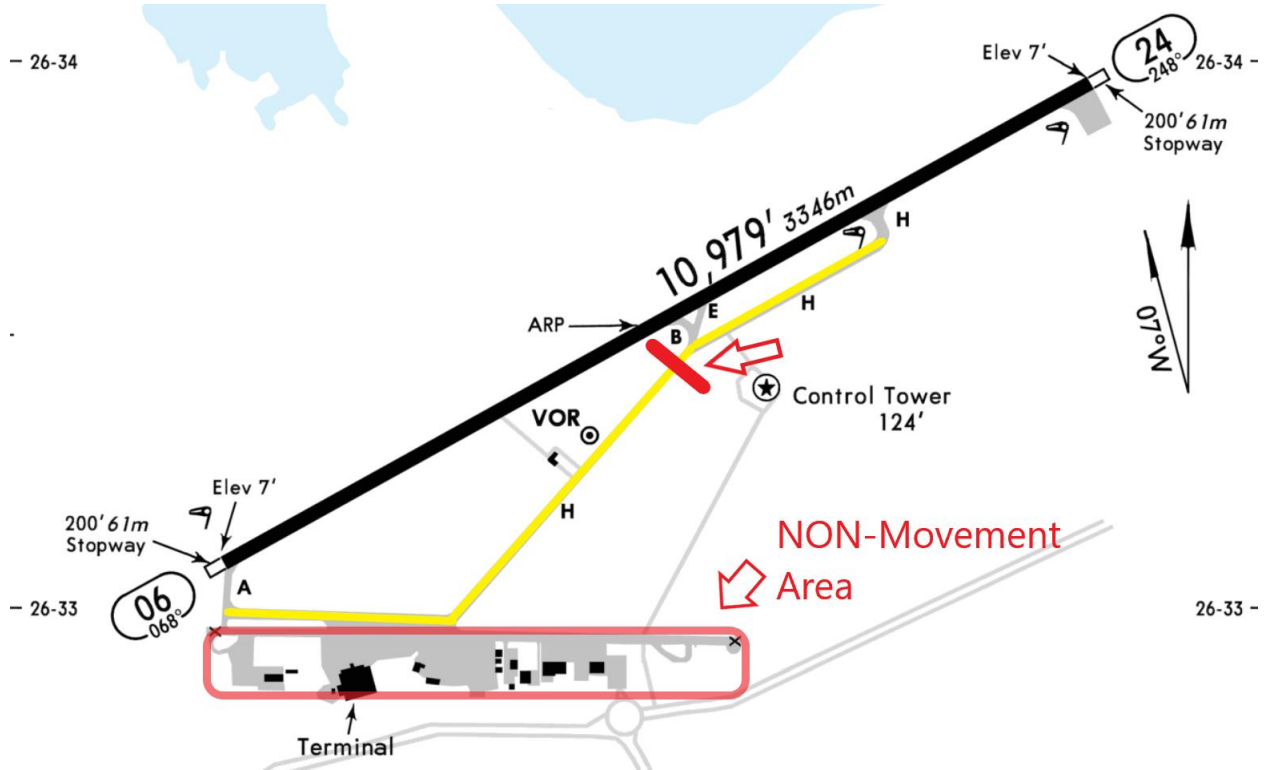 26-34
Elev 7'
24
248°
26-34
200' 61m
Stopway
10,979' 3346m
H
H
E
B
ARP
07°W
Control Tower
124'
VOR
H
Elev 7'
200' 61m
Stopway
NON-Movement
Area
A
26-33
06
068°
26-33
Terminal